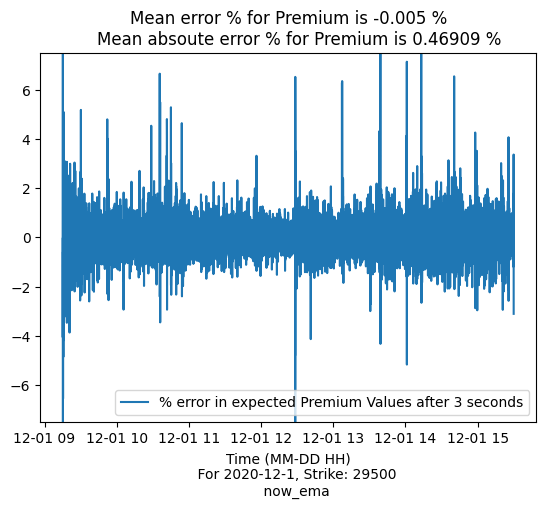 Mean error % for Premium is -0.005 %
Mean absoute error % for Premium is 0.46909 %
6
4
2
0
−2
−4
−6
% error in expected Premium Values after 3 seconds
12-01 09 12-01 10 12-01 11 12-01 12 12-01 13 12-01 14 12-01 15
Time (MM-DD HH)
For 2020-12-1, Strike: 29500
now_ema